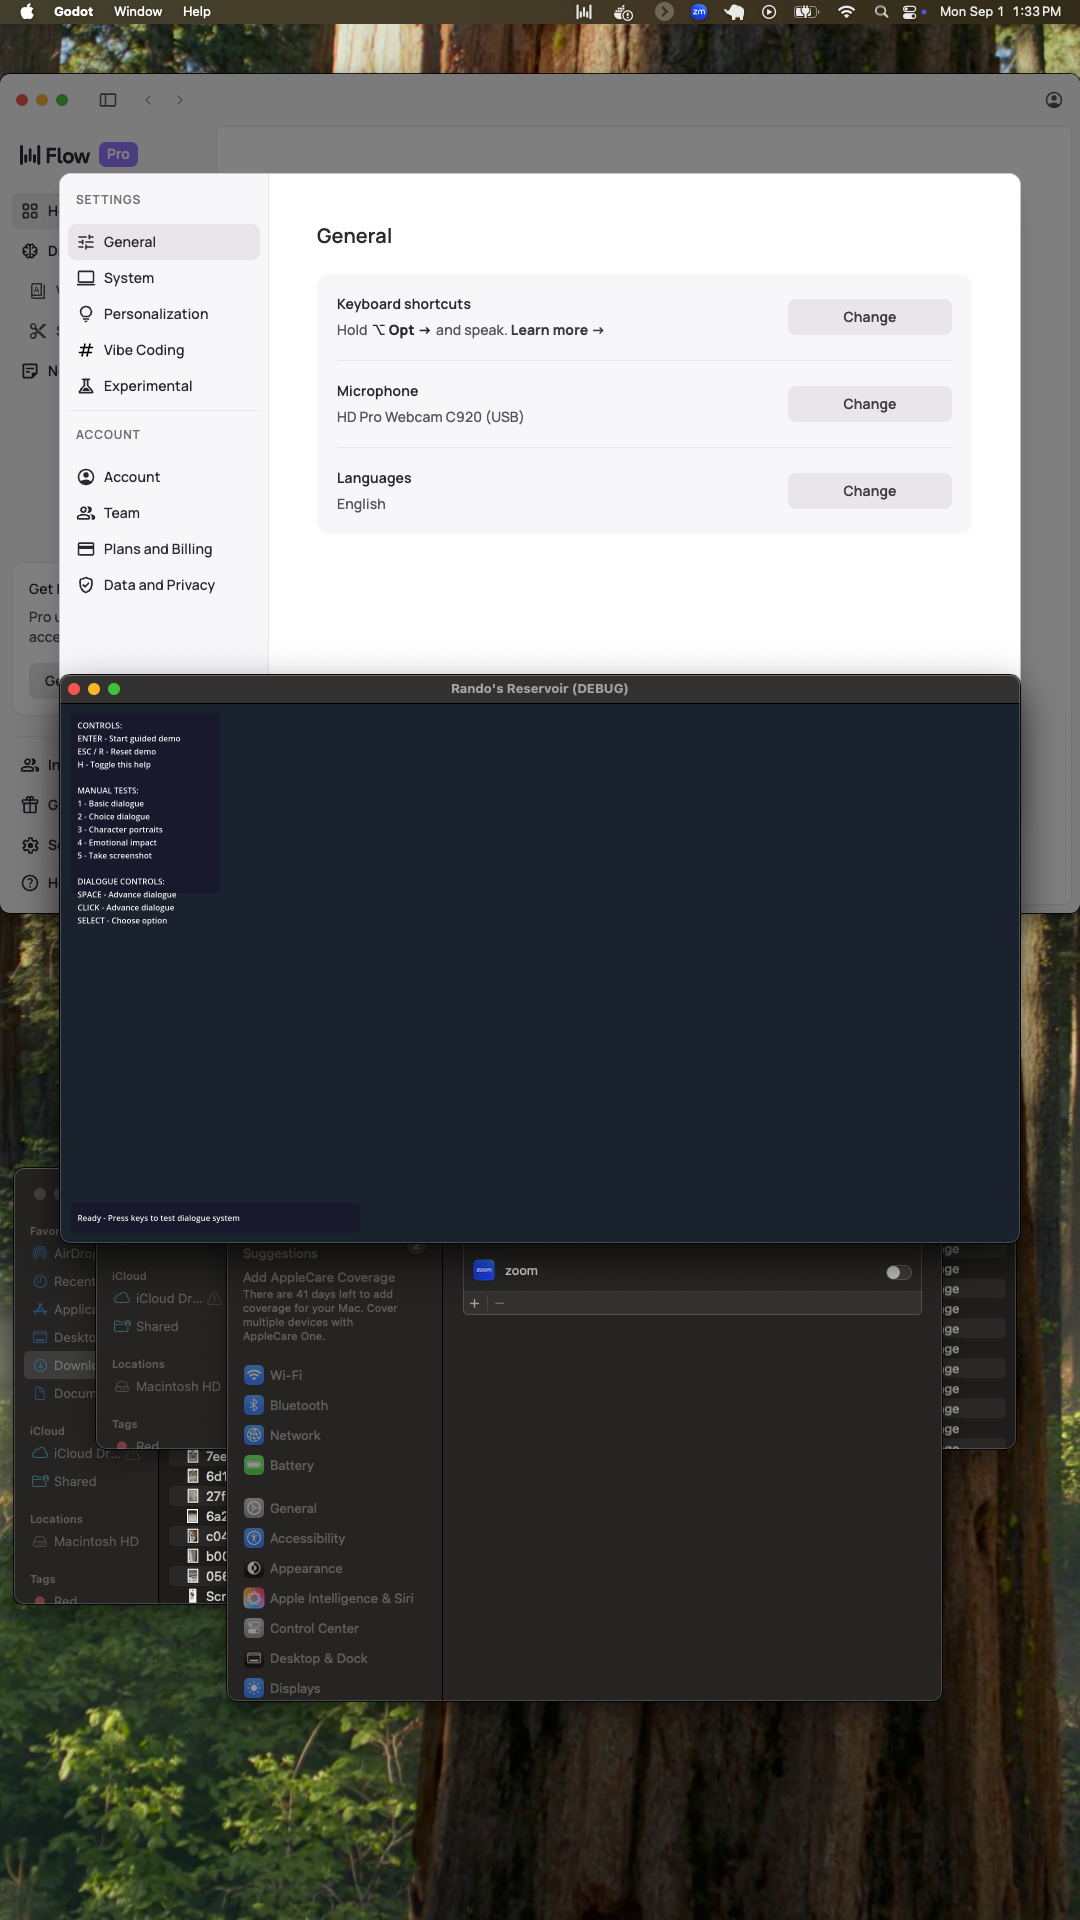 Godot Window Help
zm
Mon Sep 1 1:33 PM
Flow Pro
SETTINGS
General
System
Personalization
Vibe Coding
Experimental
ACCOUNT
Account
Team
Plans and Billing
Data and Privacy
General
Keyboard shortcuts
Hold ⌥ Opt → and speak. Learn more →
Change
Microphone
HD Pro Webcam C920 (USB)
Change
Languages
English
Change
H
D
N
Get
Pro u
acce
Ge
In
G
S
H
Rando's Reservoir (DEBUG)
CONTROLS:
ENTER - Start guided demo
ESC / R - Reset demo
H - Toggle this help
MANUAL TESTS:
1 - Basic dialogue
2 - Choice dialogue
3 - Character portraits
4 - Emotional impact
5 - Take screenshot
DIALOGUE CONTROLS:
SPACE - Advance dialogue
CLICK - Advance dialogue
SELECT - Choose option
Ready - Press keys to test dialogue system
Favor
AirDrop
Recent
Applica
Deskto
Downlo
Docum
iCloud
iCloud Dr...
Shared
Locations
Macintosh HD
Tags
Red
iCloud
iCloud Dr...
Shared
Locations
Macintosh HD
Tags
Red
7ee
6d1
27f
6a2
c04
b00
056
Scr
Suggestions
Add AppleCare Coverage
There are 41 days left to add
coverage for your Mac. Cover
multiple devices with
AppleCare One.
Wi-Fi
Bluetooth
Network
Battery
General
Accessibility
Appearance
Apple Intelligence & Siri
Control Center
Desktop & Dock
Displays
zoom
zoom
+ −
ge
ge
ge
ge
ge
ge
ge
ge
ge
ge
ge